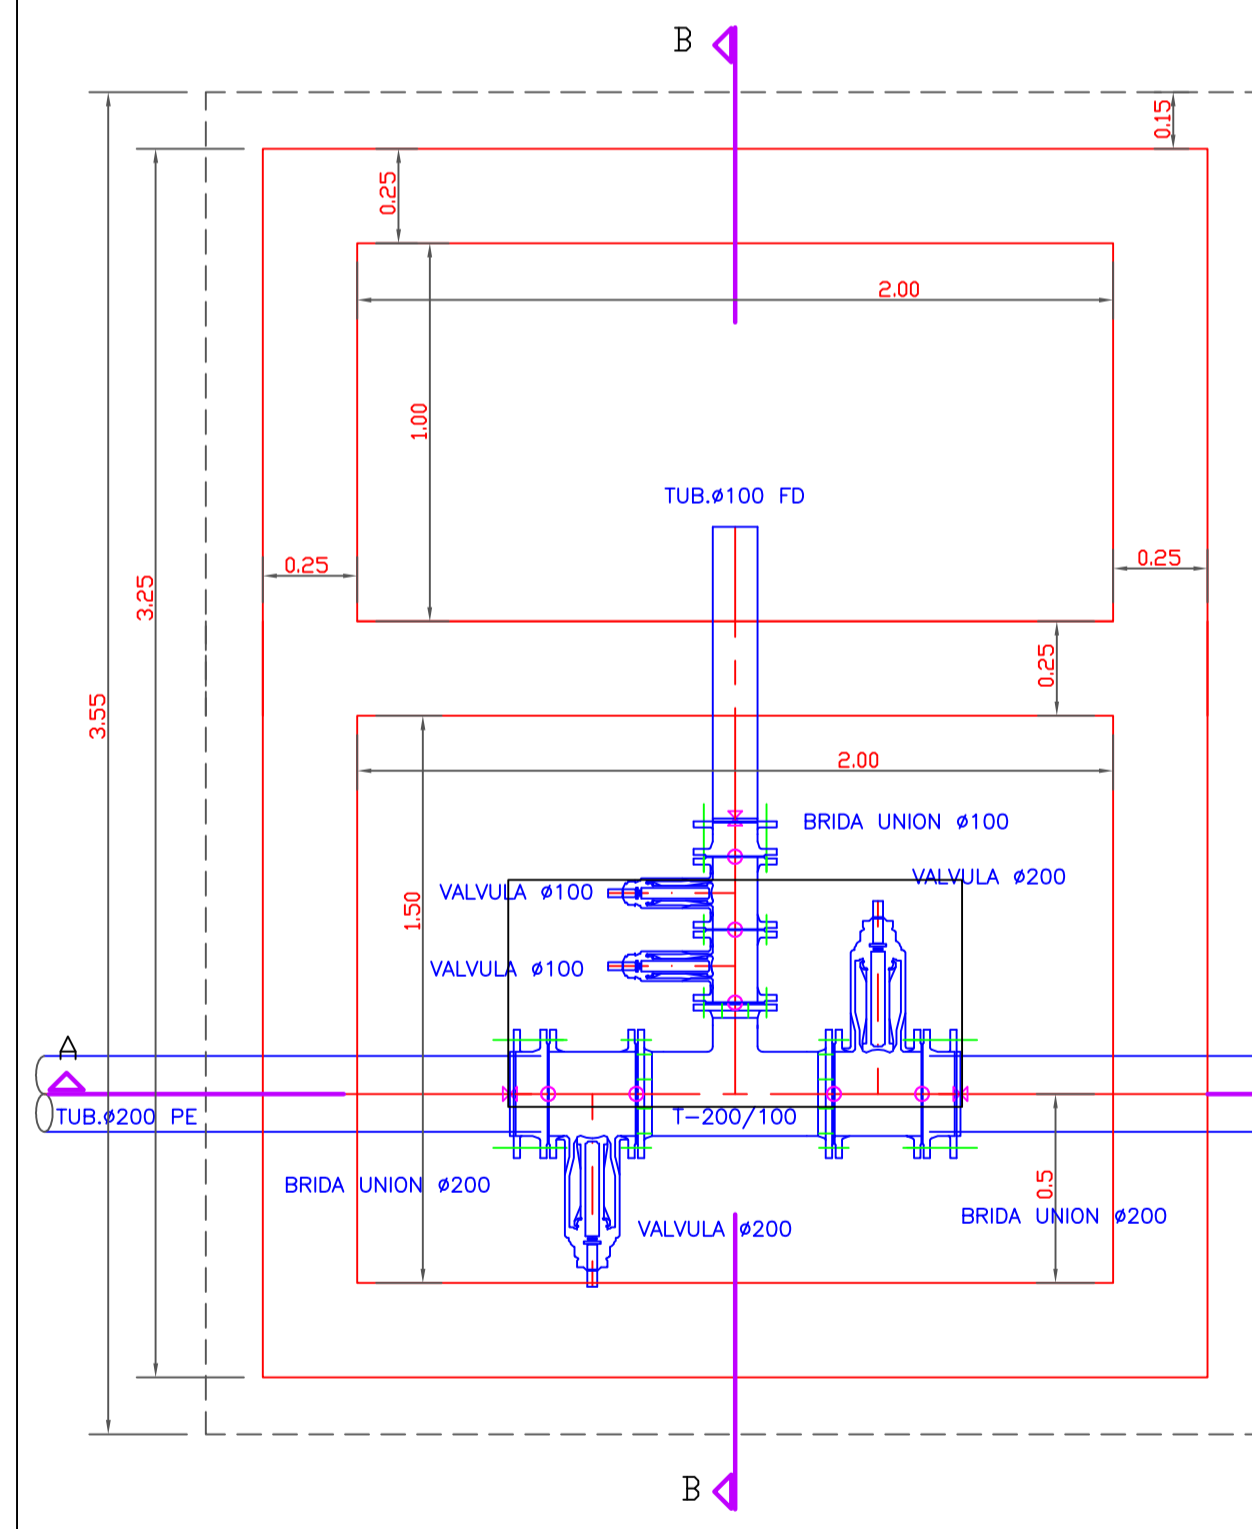 B
0.15
0.25
2.00
1.00
TUB.ø100 FD
0.25
0.25
3.25
0.25
3.55
2.00
BRIDA UNION ø100
VALVULA ø200
VALVULA ø100
1.50
VALVULA ø100
A
TUB.ø200 PE
T-200/100
BRIDA UNION ø200
0.5
BRIDA UNION ø200
VALVULA ø200
B